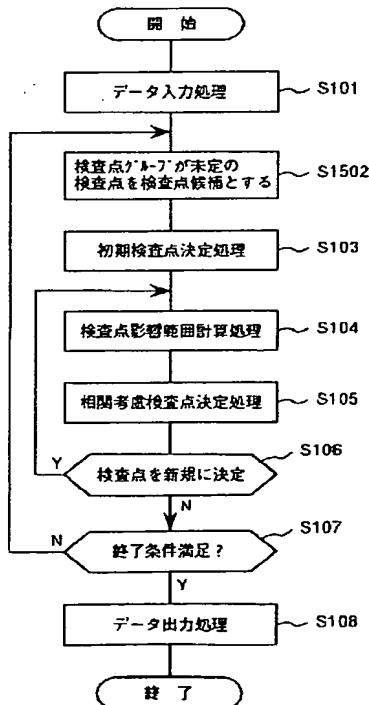 開 始
データ入力処理
S101
検査点グループが未定の
検査点を検査点候補とする
S1502
初期検査点決定処理
S103
検査点影響範囲計算処理
S104
相関考慮検査点決定処理
S105
S106
Y
検査点を新規に決定
N
S107
N
終了条件満足?
Y
データ出力処理
S108
終 了